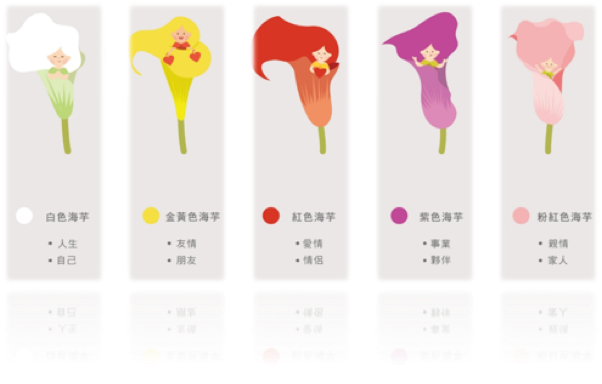 白色海芋
• 人生
• 自己
金黃色海芋
• 友情
• 朋友
紅色海芋
• 愛情
• 情侶
紫色海芋
• 事業
• 夥伴
粉紅色海芋
• 親情
• 家人